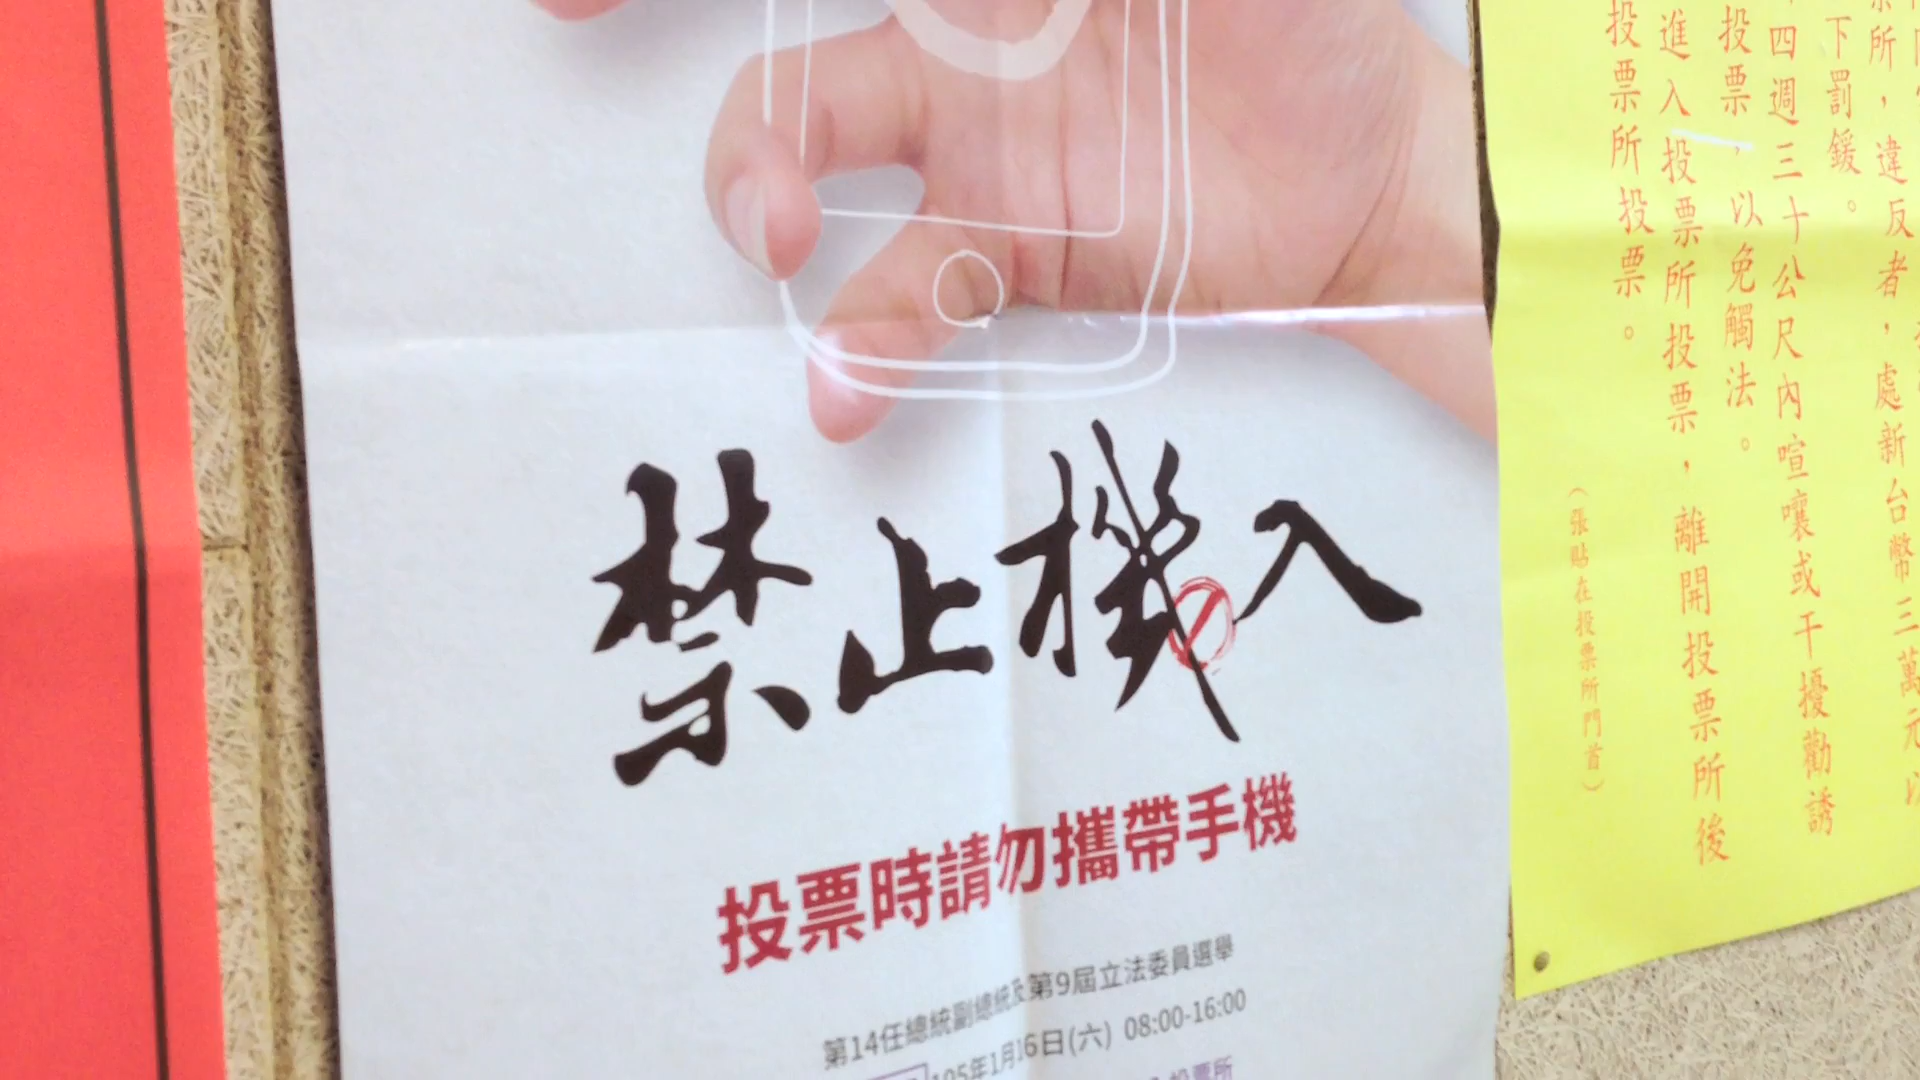 禁止機入
投票時請勿攜帶手機
第14任總統副總統及第9屆立法委員選舉
105年1月16日(六) 08:00-16:00
投票所
所，違反者，處新台幣三萬元以
下罰鍰。
四週三十公尺內喧嚷或干擾勸誘
投票，以免觸法。
進入投票所投票，離開投票所後
投票所投票。
（張貼在投票所門首）